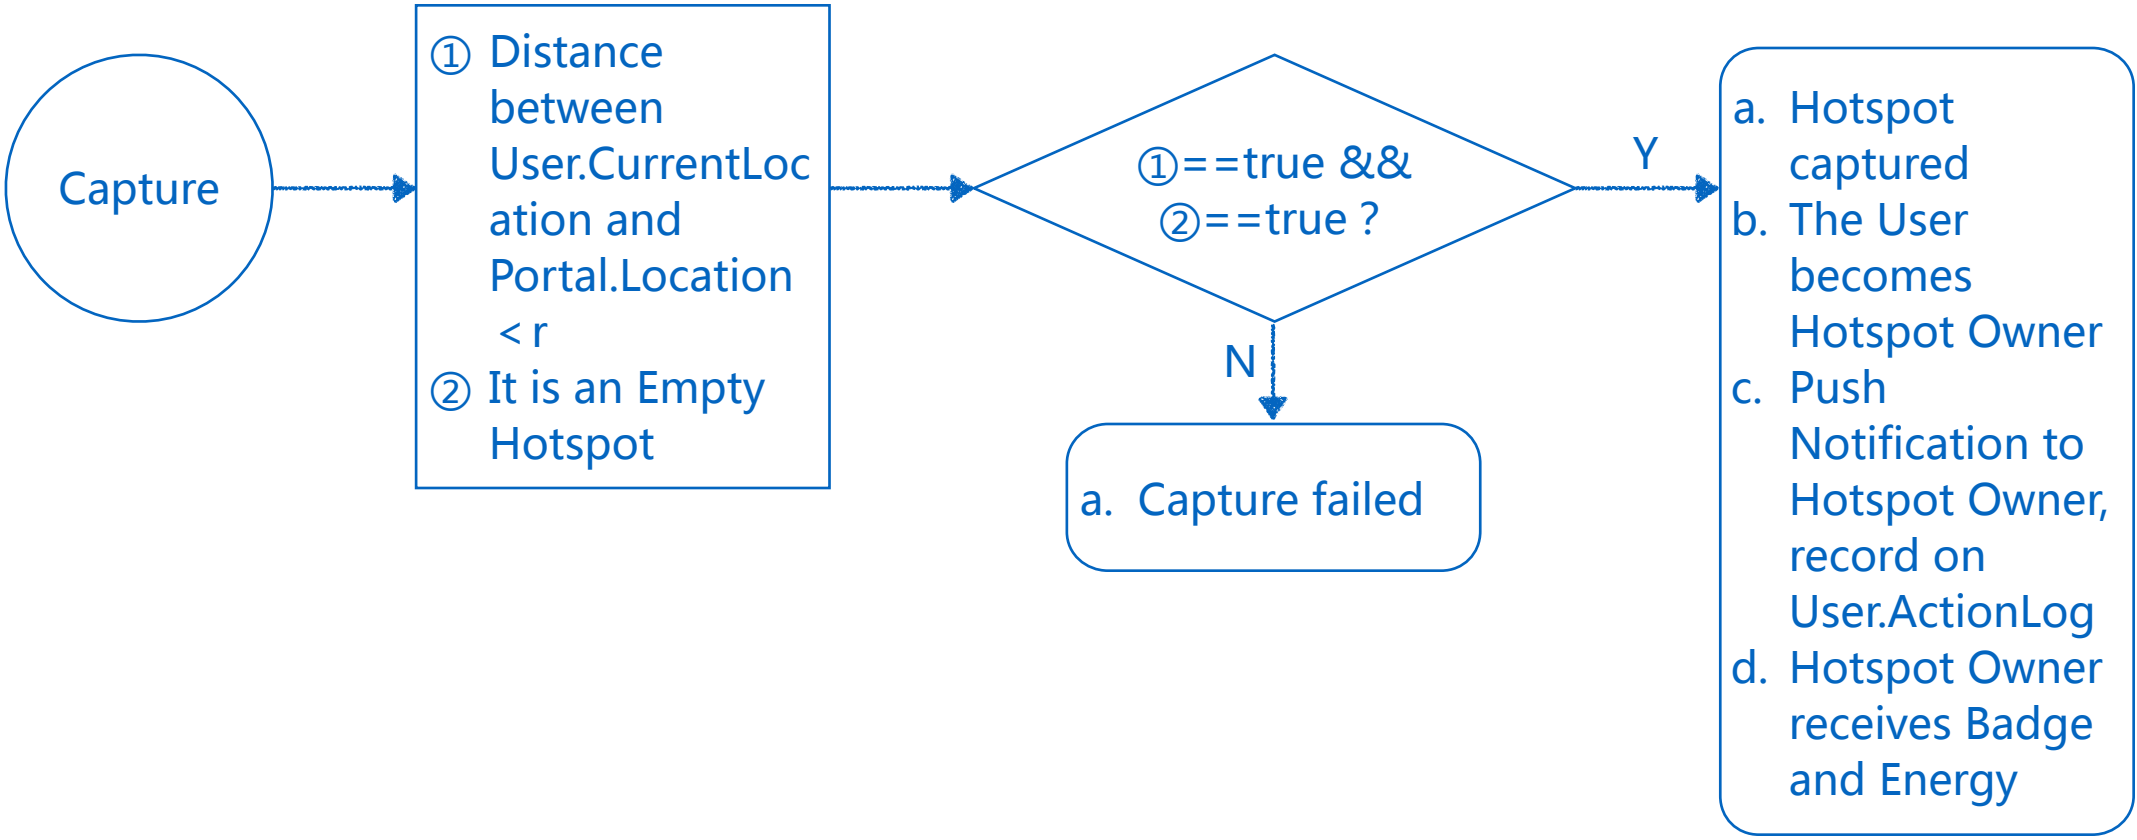 Capture
① Distance
between
User.CurrentLoc
ation and
Portal.Location
< r
② It is an Empty
Hotspot
①==true &&
②==true ?
Y
N
a. Capture failed
a. Hotspot
captured
b. The User
becomes
Hotspot Owner
c. Push
Notification to
Hotspot Owner,
record on
User.ActionLog
d. Hotspot Owner
receives Badge
and Energy